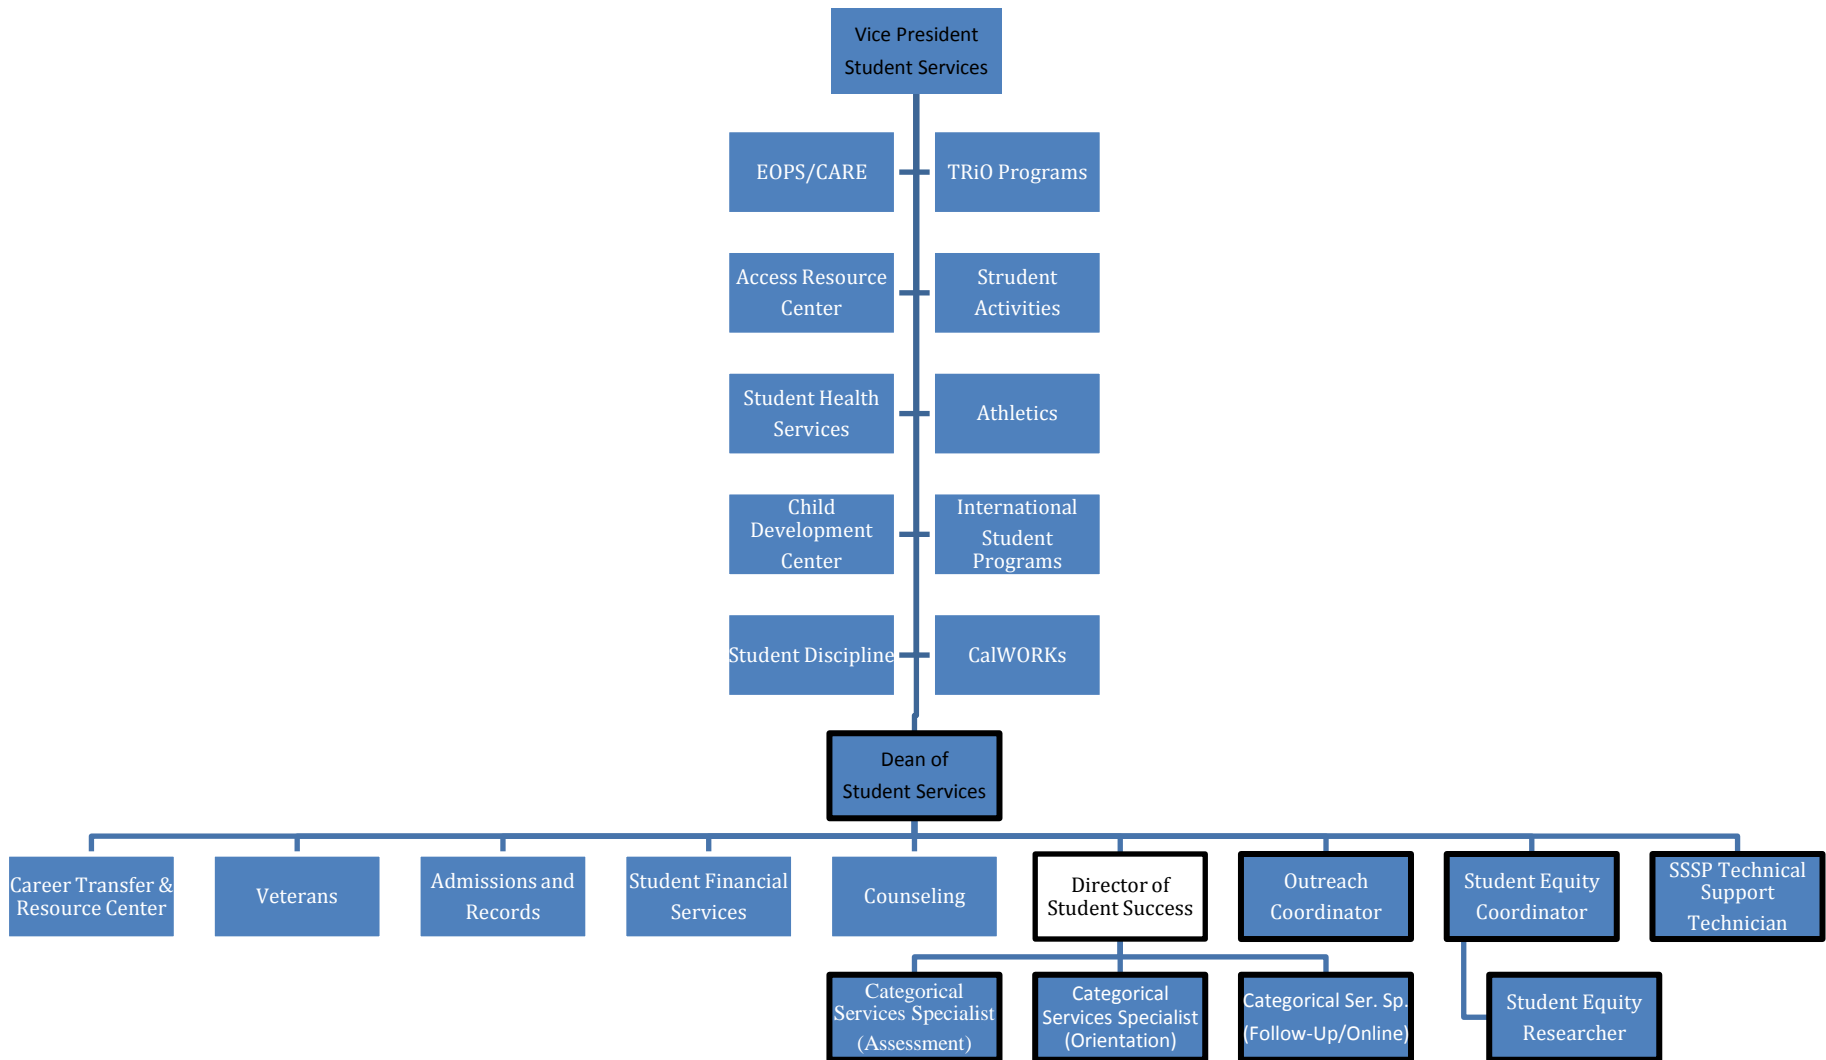 Vice President
Student Services
EOPS/CARE
TRiO Programs
Access Resource
Center
Strudent
Activities
Student Health
Services
Athletics
Child
Development
Center
International
Student
Programs
Student Discipline
CalWORKs
Dean of
Student Services
Career Transfer &
Resource Center
Veterans
Admissions and
Records
Student Financial
Services
Counseling
Director of
Student Success
Outreach
Coordinator
Student Equity
Coordinator
SSSP Technical
Support
Technician
Categorical
Services Specialist
(Assessment)
Categorical
Services Specialist
(Orientation)
Categorical Ser. Sp.
(Follow-Up/Online)
Student Equity
Researcher